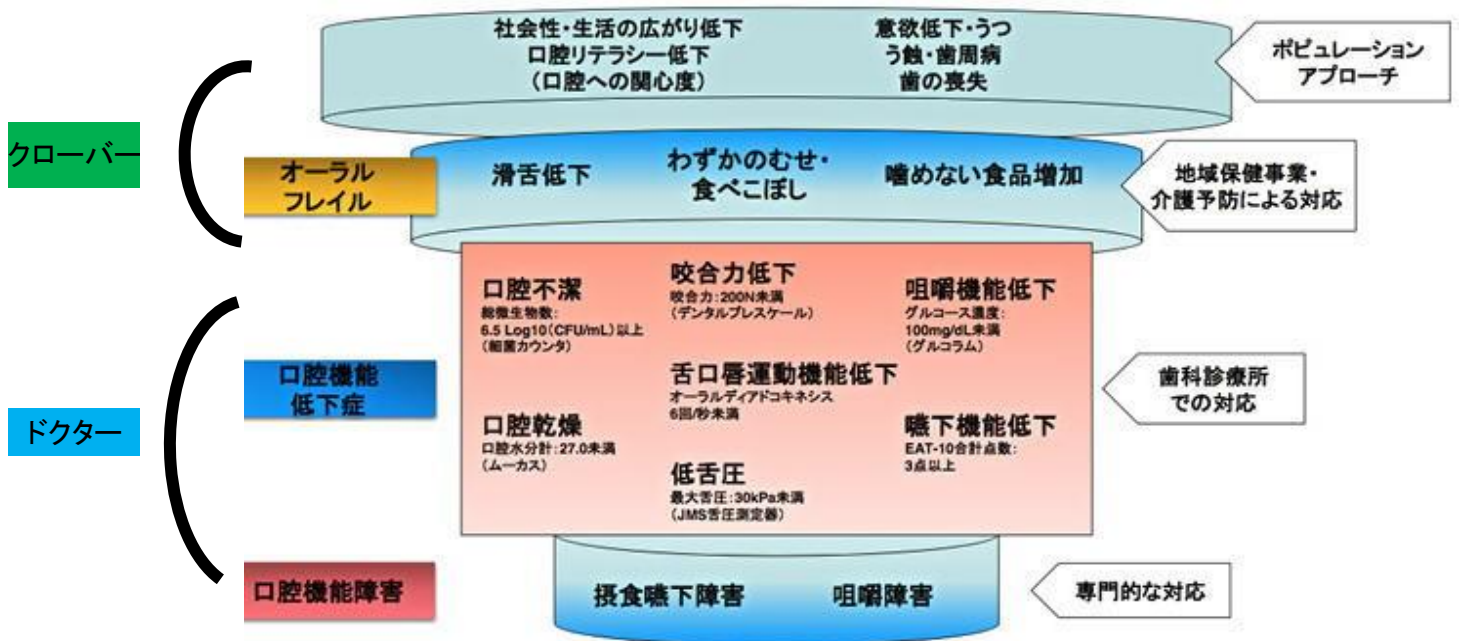 社会性・生活の広がり低下
口腔リテラシー低下
(口腔への関心度)
意欲低下・うつ
う蝕・歯周病
歯の喪失
ポピュレーション
アプローチ
クローバー
オーラル
フレイル
滑舌低下
わずかのむせ・
食べこぼし
噛めない食品増加
地域保健事業・
介護予防による対応
口腔不潔
総微生物数:
6.5 Log10(CFU/mL)以上
(細菌カウンタ)
咬合力低下
咬合力:200N未満
(デンタルプレスケール)
咀嚼機能低下
グルコース濃度:
100mg/dL未満
(グルコラム)
ドクター
口腔機能
低下症
舌口唇運動機能低下
オーラルディアドコキネシス
6回/秒未満
口腔乾燥
口腔水分計:27.0未満
(ムーカス)
低舌圧
最大舌圧:30kPa未満
(JMS舌圧測定器)
嚥下機能低下
EAT-10合計点数:
3点以上
歯科診療所
での対応
口腔機能障害
摂食嚥下障害
咀嚼障害
専門的な対応